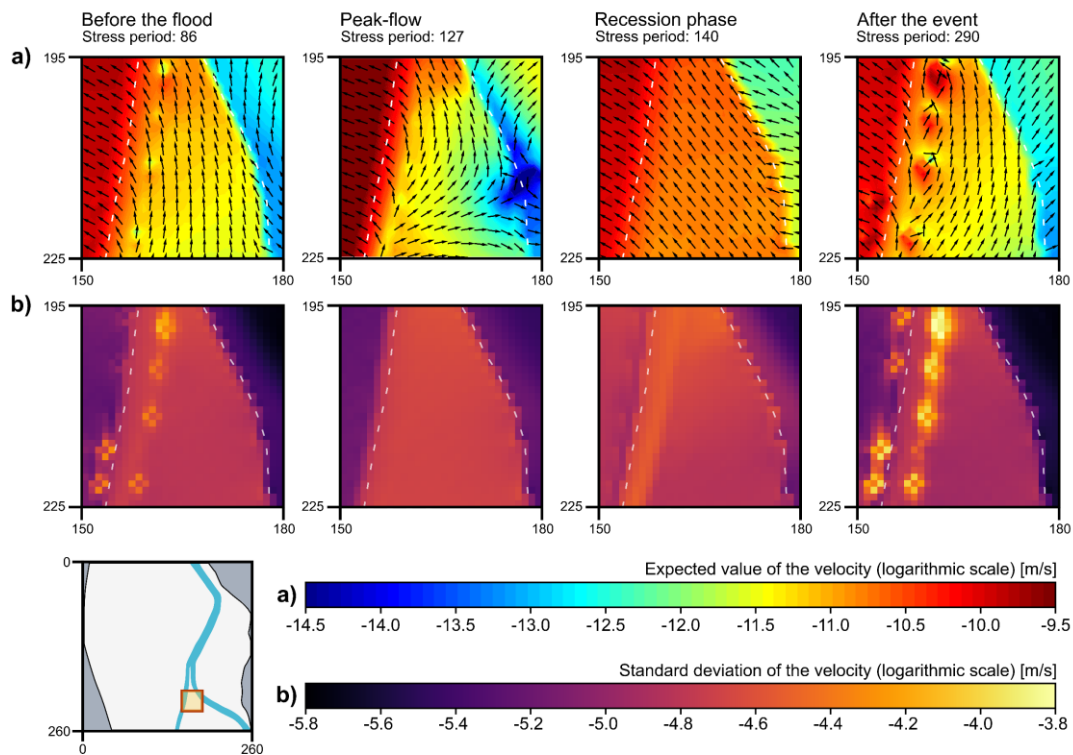 Before the flood
Stress period: 86
Peak-flow
Stress period: 127
Recession phase
Stress period: 140
After the event
Stress period: 290
a)
195
225
150
180
195
225
150
180
195
225
150
180
195
225
150
180
b)
195
225
150
180
195
225
150
180
195
225
150
180
195
225
150
180
0
260
0
260
Expected value of the velocity (logarithmic scale) [m/s]
a)
-14.5 -14.0 -13.5 -13.0 -12.5 -12.0 -11.5 -11.0 -10.5 -10.0 -9.5
Standard deviation of the velocity (logarithmic scale) [m/s]
b)
-5.8 -5.6 -5.4 -5.2 -5.0 -4.8 -4.6 -4.4 -4.2 -4.0 -3.8